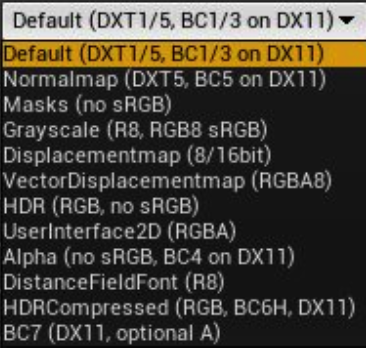 Default (DXT1/5, BC1/3 on DX11)
Default (DXT1/5, BC1/3 on DX11)
Normalmap (DXT5, BC5 on DX11)
Masks (no sRGB)
Grayscale (R8, RGB8 sRGB)
Displacementmap (8/16bit)
VectorDisplacementmap (RGBA8)
HDR (RGB, no sRGB)
UserInterface2D (RGBA)
Alpha (no sRGB, BC4 on DX11)
DistanceFieldFont (R8)
HDRCompressed (RGB, BC6H, DX11)
BC7 (DX11, optional A)